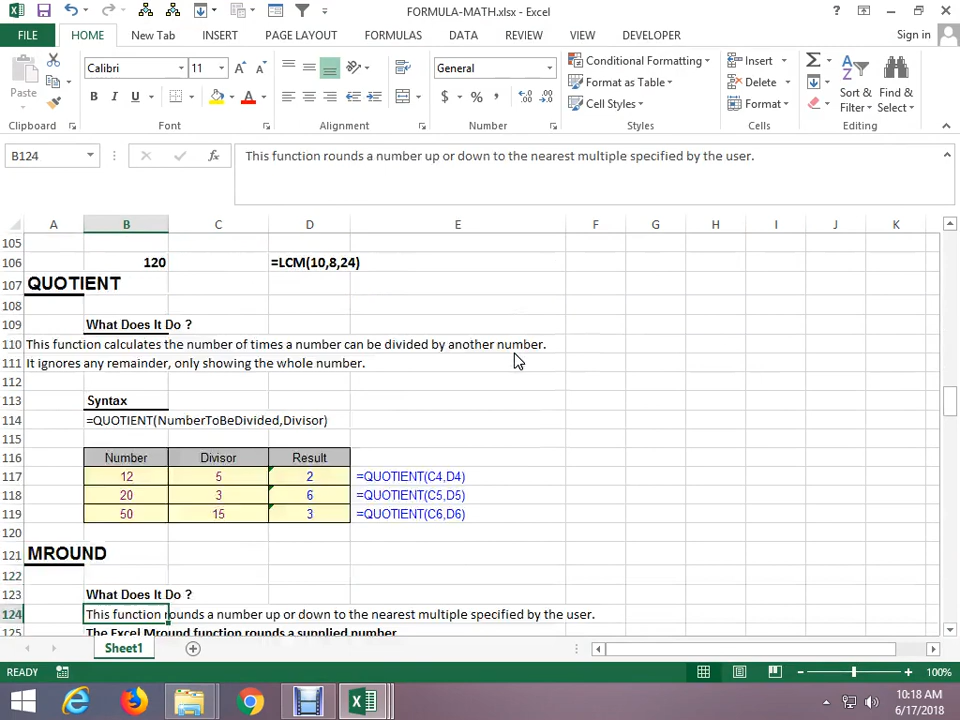 FORMULA-MATH.xlsx - Excel
?
FILE HOME New Tab INSERT PAGE LAYOUT FORMULAS DATA REVIEW VIEW DEVELOPER Sign in
Paste
Calibri 11 A A
B I U A
General
$ % ,
Conditional Formatting
Format as Table
Cell Styles
Insert
Delete
Format
Sort & Filter
Find & Select
Clipboard Font Alignment Number Styles Cells Editing
B124 fx This function rounds a number up or down to the nearest multiple specified by the user.
A B C D E F G H I J K
105
106 120 =LCM(10,8,24)
107 QUOTIENT
108
109 What Does It Do ?
110 This function calculates the number of times a number can be divided by another number.
111 It ignores any remainder, only showing the whole number.
112
113 Syntax
114 =QUOTIENT(NumberToBeDivided,Divisor)
115
116 Number Divisor Result
117 12 5 2 =QUOTIENT(C4,D4)
118 20 3 6 =QUOTIENT(C5,D5)
119 50 15 3 =QUOTIENT(C6,D6)
120
121 MROUND
122
123 What Does It Do ?
124 This function rounds a number up or down to the nearest multiple specified by the user.
125 The Excel Mround function rounds a supplied number
Sheet1
READY 100%
10:18 AM
6/17/2018